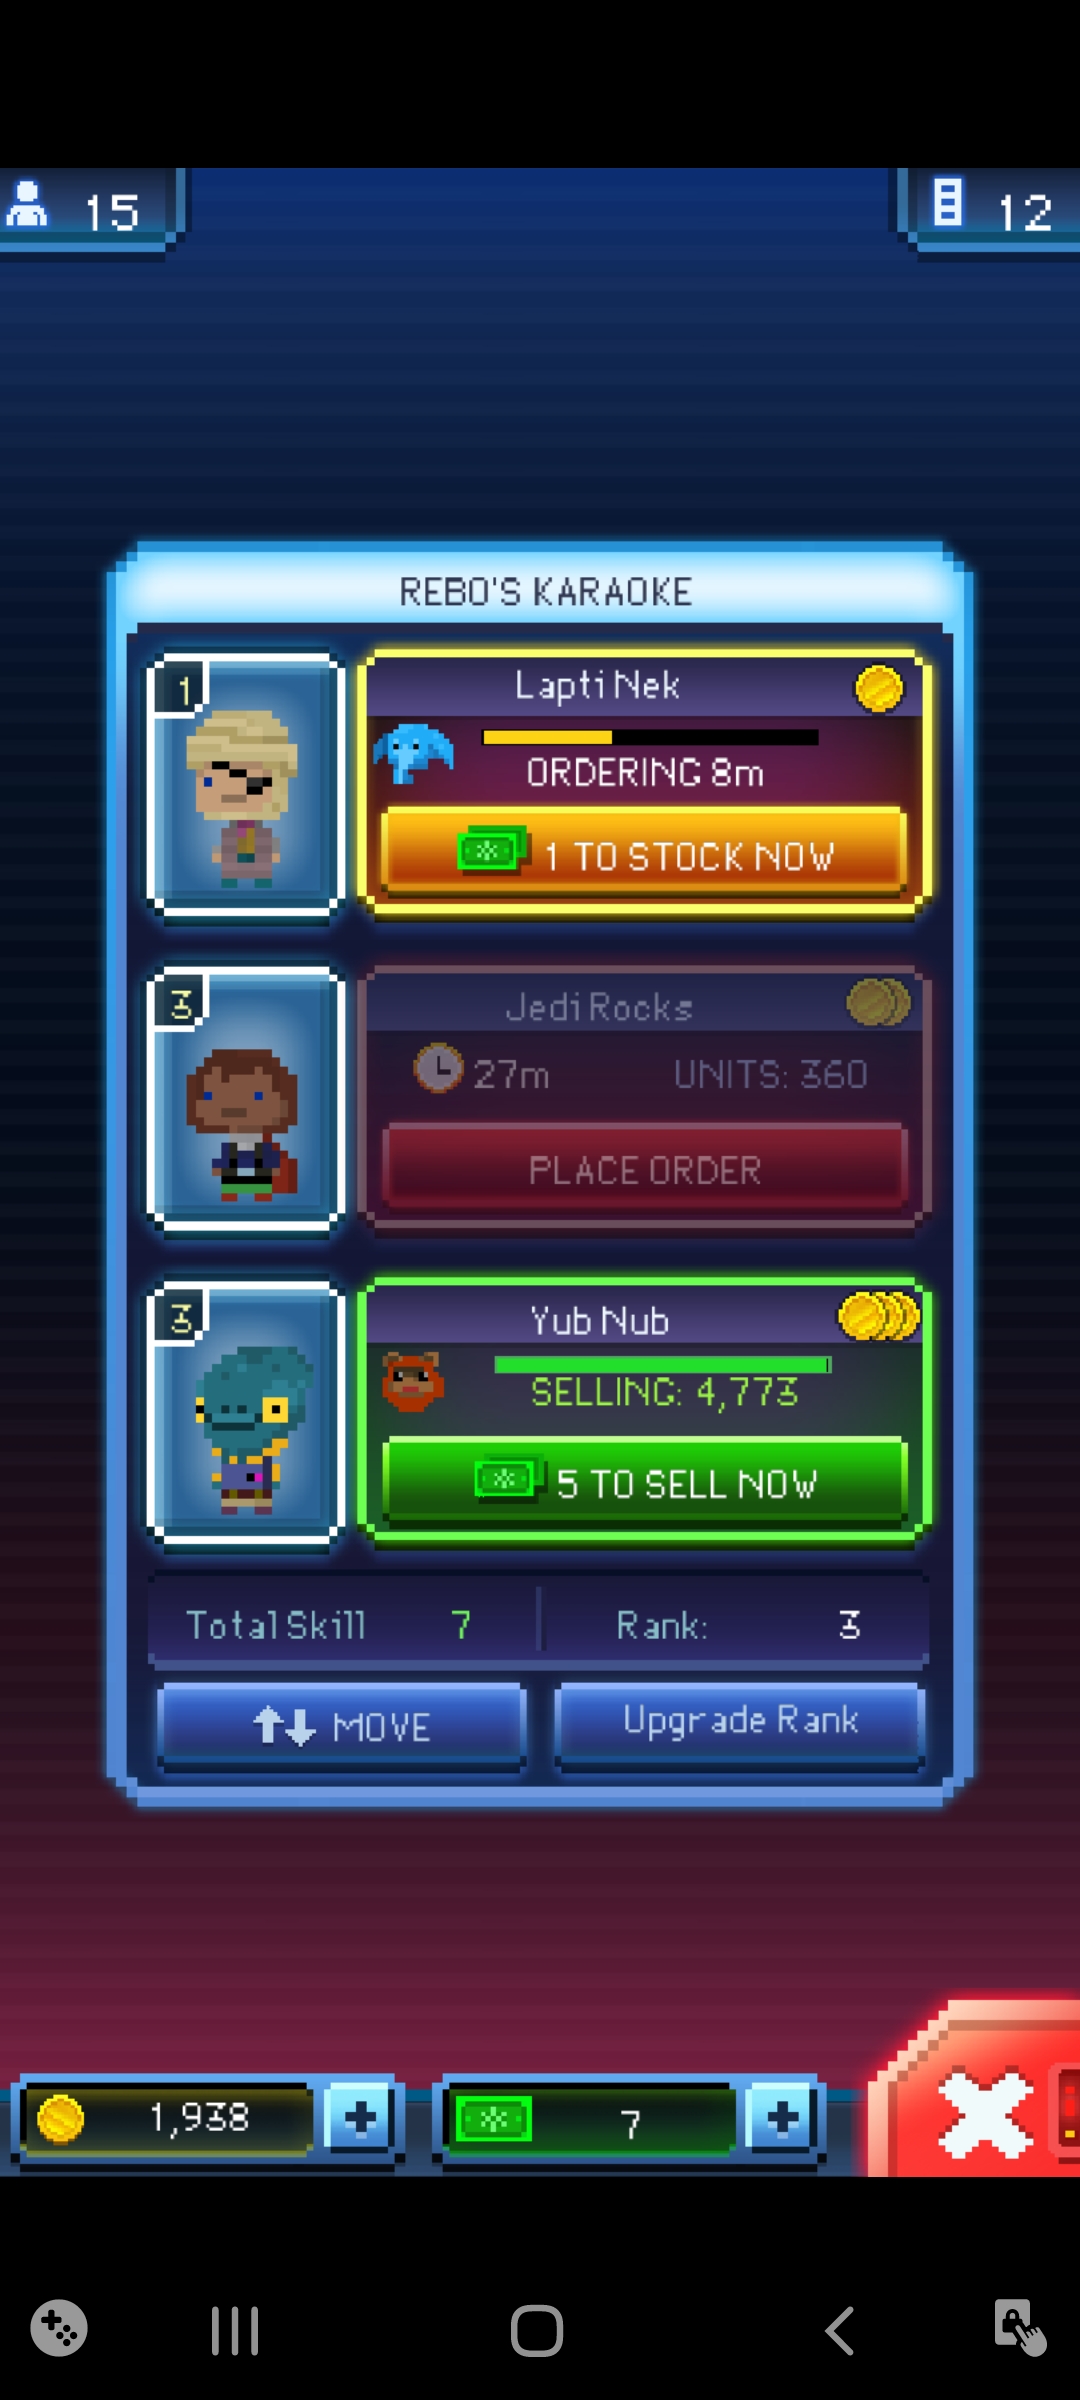 15
12
REBO'S KARAOKE
1
Lapti Nek
ORDERING 8m
1 TO STOCK NOW
3
Jedi Rocks
27m UNITS: 360
PLACE ORDER
3
Yub Nub
SELLING: 4,773
5 TO SELL NOW
Total Skill 7 Rank: 3
MOVE Upgrade Rank
1,938 7